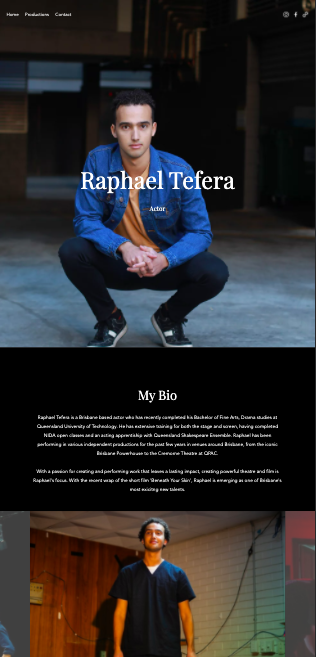 Home Productions Contact
Raphael Tefera
Actor
My Bio
Raphael Tefera is a Brisbane based actor who has recently completed his Bachelor of Fine Arts, Drama studies at
Queensland University of Technology. He has extensive training for both the stage and screen, having completed
NIDA open classes and an acting apprenticeship with Queensland Shakespeare Ensemble. Raphael has been
performing in various independent productions for the past few years in venues around Brisbane, from the iconic
Brisbane Powerhouse to the Cremorne Theatre at QPAC.
With a passion for creating and performing work that leaves a lasting impact, creating powerful theatre and film is
Raphael's focus. With the recent wrap of the short film 'Beneath Your Skin', Raphael is emerging as one of Brisbane's
most exciting new talents.